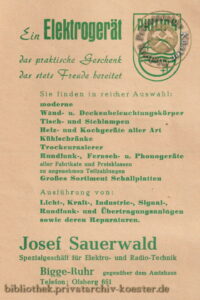 Ein Elektrogerät
PHILIPS
das praktische Geschenk
das stets Freude bereitet
Sie finden in reicher Auswahl:
moderne
Wand- u. Deckenbeleuchtungskörper
Tisch- und Stehlampen
Heiz- und Kochgeräte aller Art
Kühlschränke
Trockenrasierer
Rundfunk-, Fernseh- u. Phonogeräte
aller Fabrikate und Preisklassen
zu angenehmen Teilzahlungen
Großes Sortiment Schallplatten
Ausführung von:
Licht-, Kraft-, Industrie-, Signal-,
Rundfunk- und Übertragungsanlagen
sowie deren Reparaturen.
Josef Sauerwald
Spezialgeschäft für Elektro- und Radio-Technik
Bigge-Ruhr gegenüber dem Amtshaus
Telefon: Olsberg 651
bildarchiv.privatarchiv-koester.de